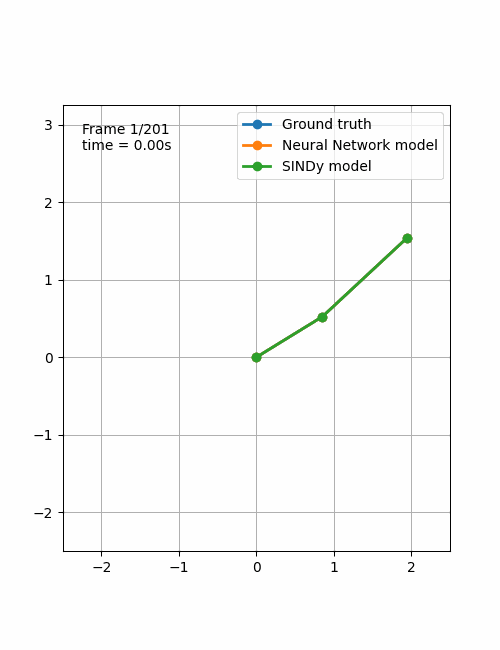 Frame 1/201
time = 0.00s
Ground truth
Neural Network model
SINDy model
3
2
1
0
−1
−2
−2
−1
0
1
2